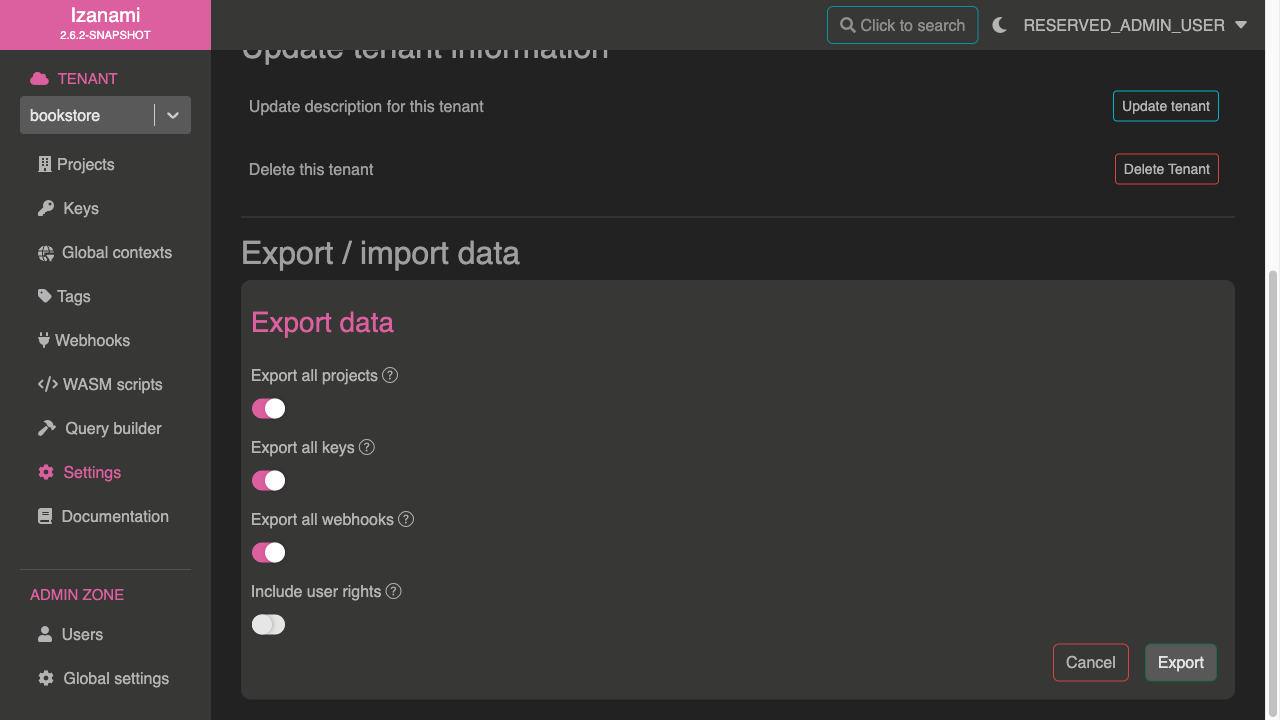 Izanami
2.6.2-SNAPSHOT
Click to search
RESERVED_ADMIN_USER
TENANT
bookstore
Projects
Keys
Global contexts
Tags
Webhooks
WASM scripts
Query builder
Settings
Documentation
ADMIN ZONE
Users
Global settings
Update tenant information
Update description for this tenant
Update tenant
Delete this tenant
Delete Tenant
Export / import data
Export data
Export all projects
Export all keys
Export all webhooks
Include user rights
Cancel
Export